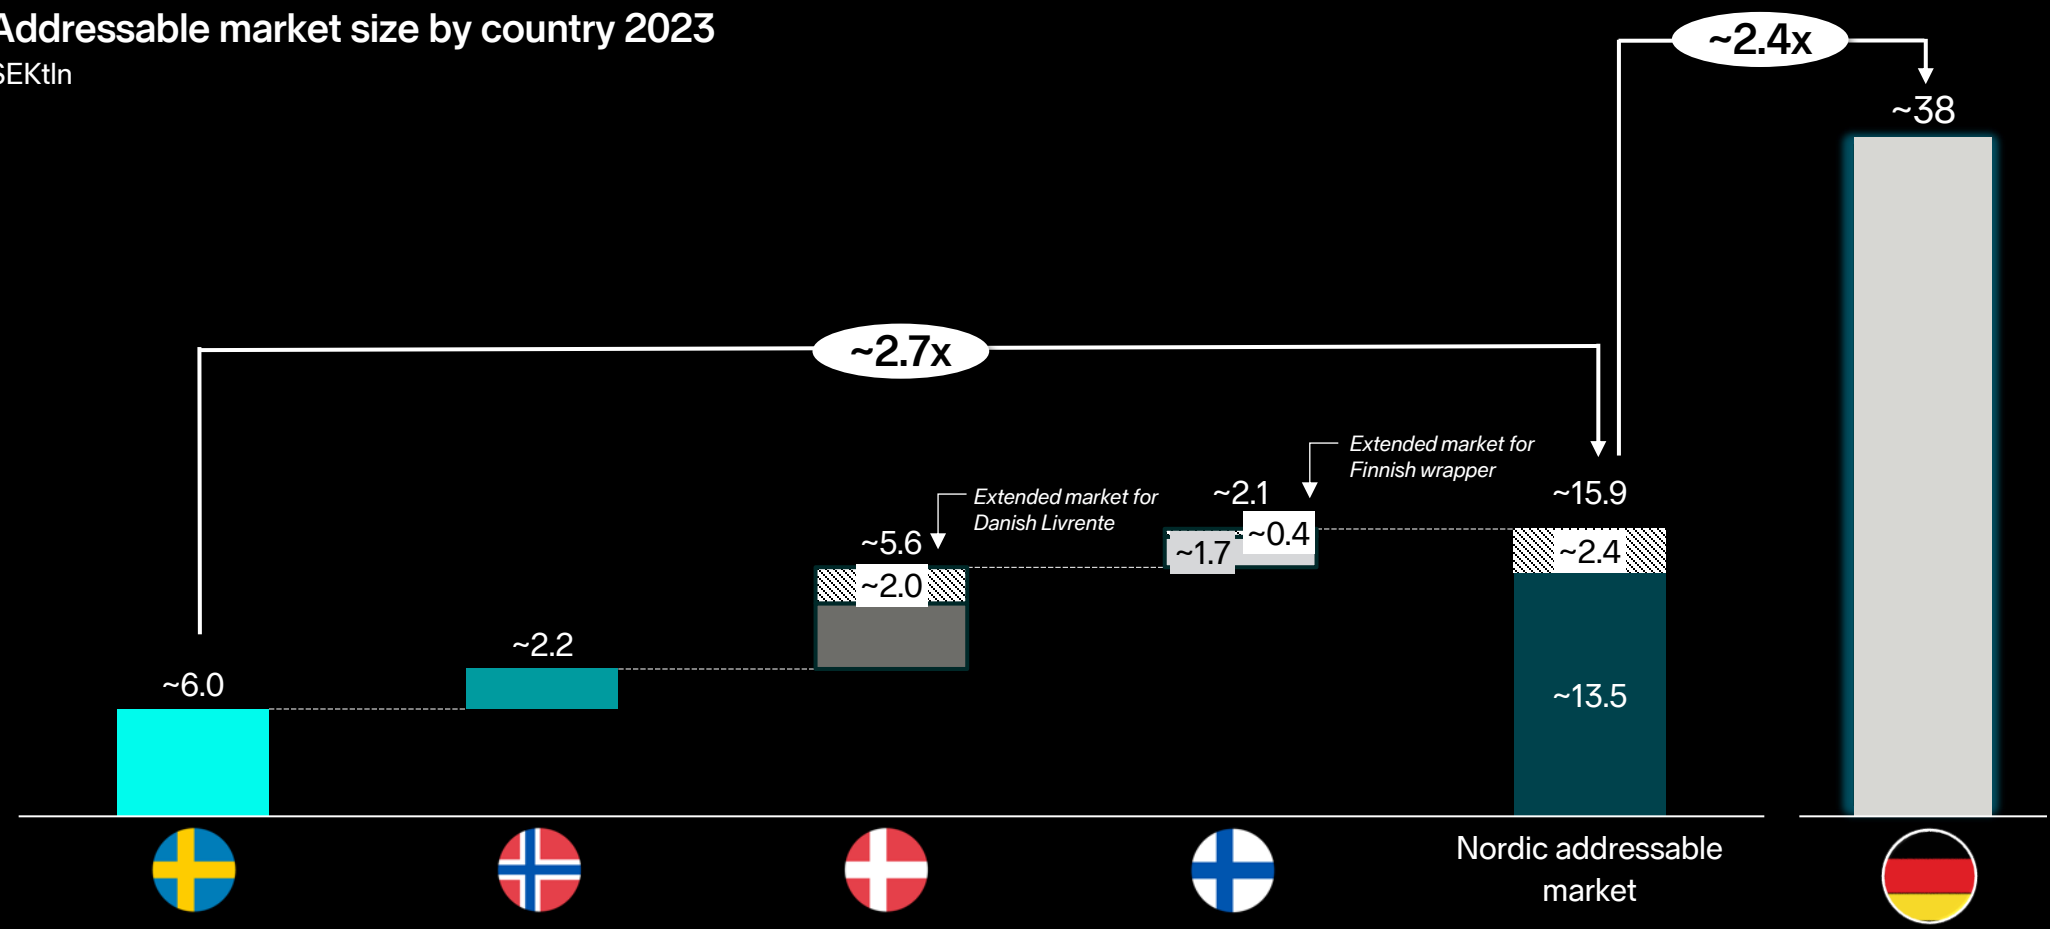 Addressable market size by country 2023
SEKtln
~2.4x
~38
~2.7x
Extended market for
Finnish wrapper
Extended market for
Danish Livrente
~2.1
~15.9
~0.4
~1.7
~2.4
~5.6
~2.0
~2.2
~6.0
~13.5
Nordic addressable
market